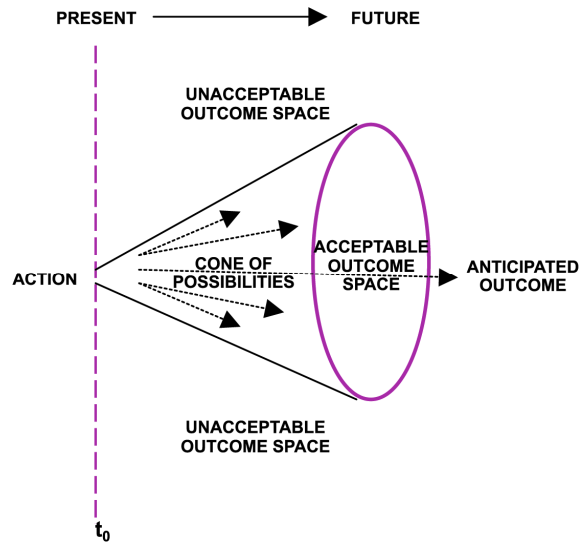 PRESENT
FUTURE
UNACCEPTABLE
OUTCOME SPACE
ACTION
CONE OF
POSSIBILITIES
ACCEPTABLE
OUTCOME
SPACE
ANTICIPATED
OUTCOME
UNACCEPTABLE
OUTCOME SPACE
t0